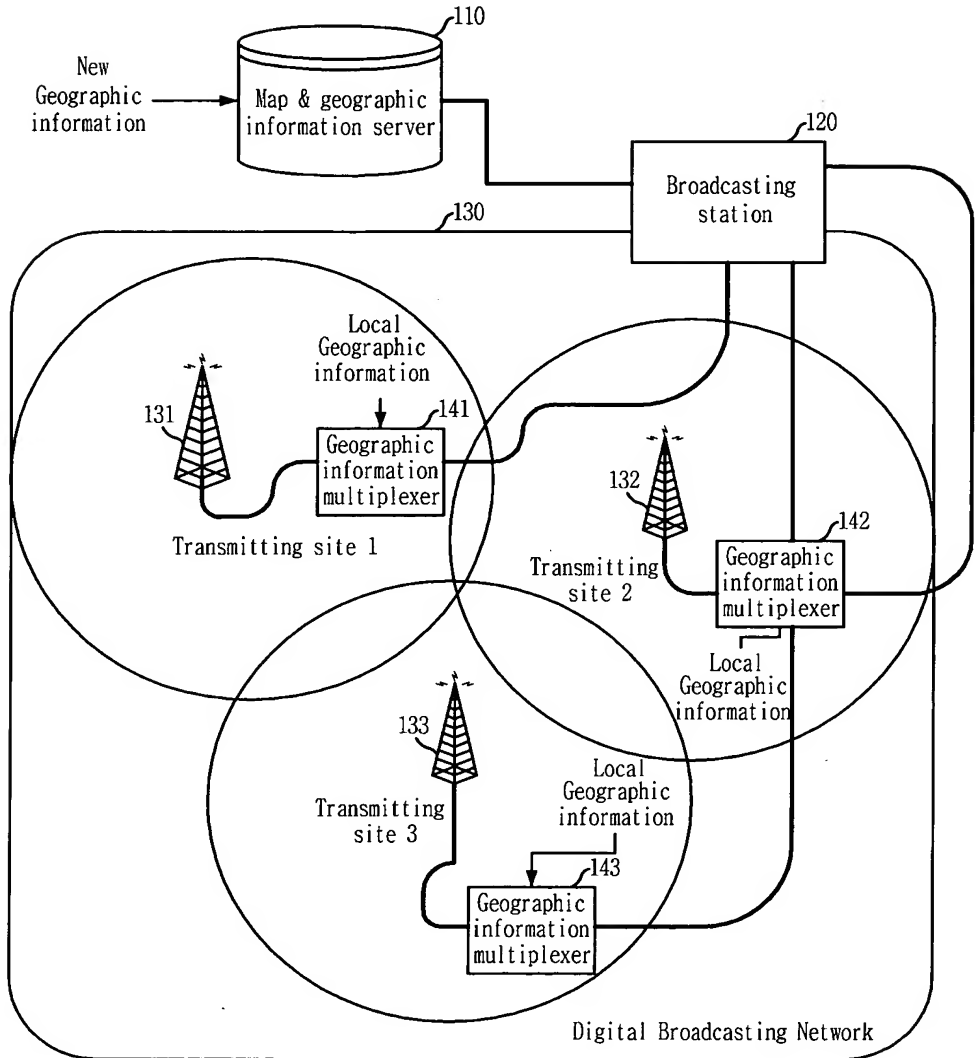 110
New
Geographic
information
Map & geographic
information server
120
Broadcasting
station
130
Local
Geographic
information
131
141
Geographic
information
multiplexer
Transmitting site 1
132
142
Transmitting
site 2
Geographic
information
multiplexer
Local
Geographic
information
133
Transmitting
site 3
Local
Geographic
information
143
Geographic
information
multiplexer
Digital Broadcasting Network